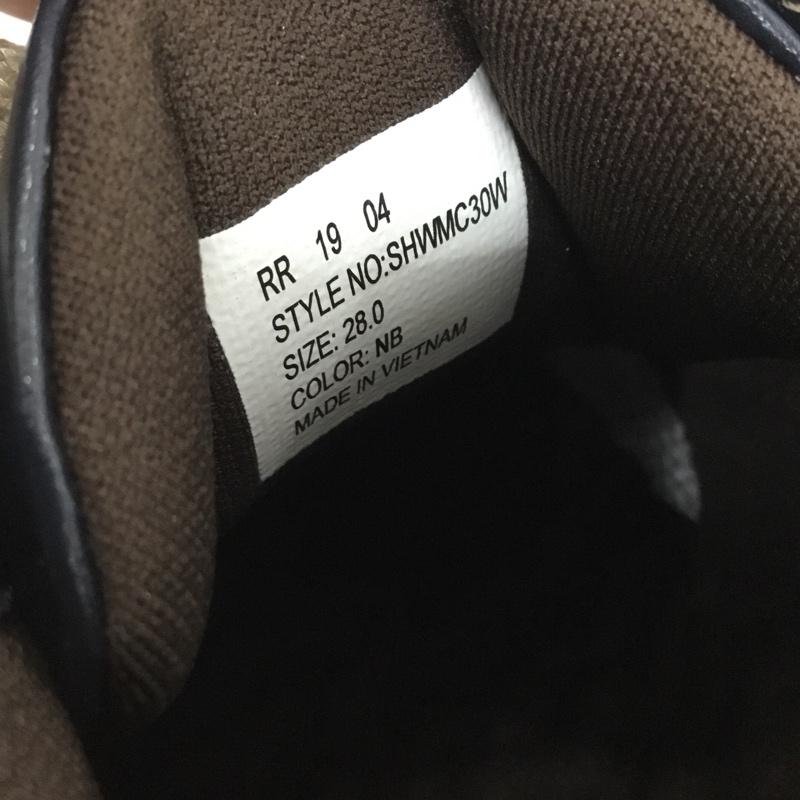 RR 19 04
STYLE NO:SHWMC30W
SIZE: 28.0
COLOR: NB
MADE IN VIETNAM